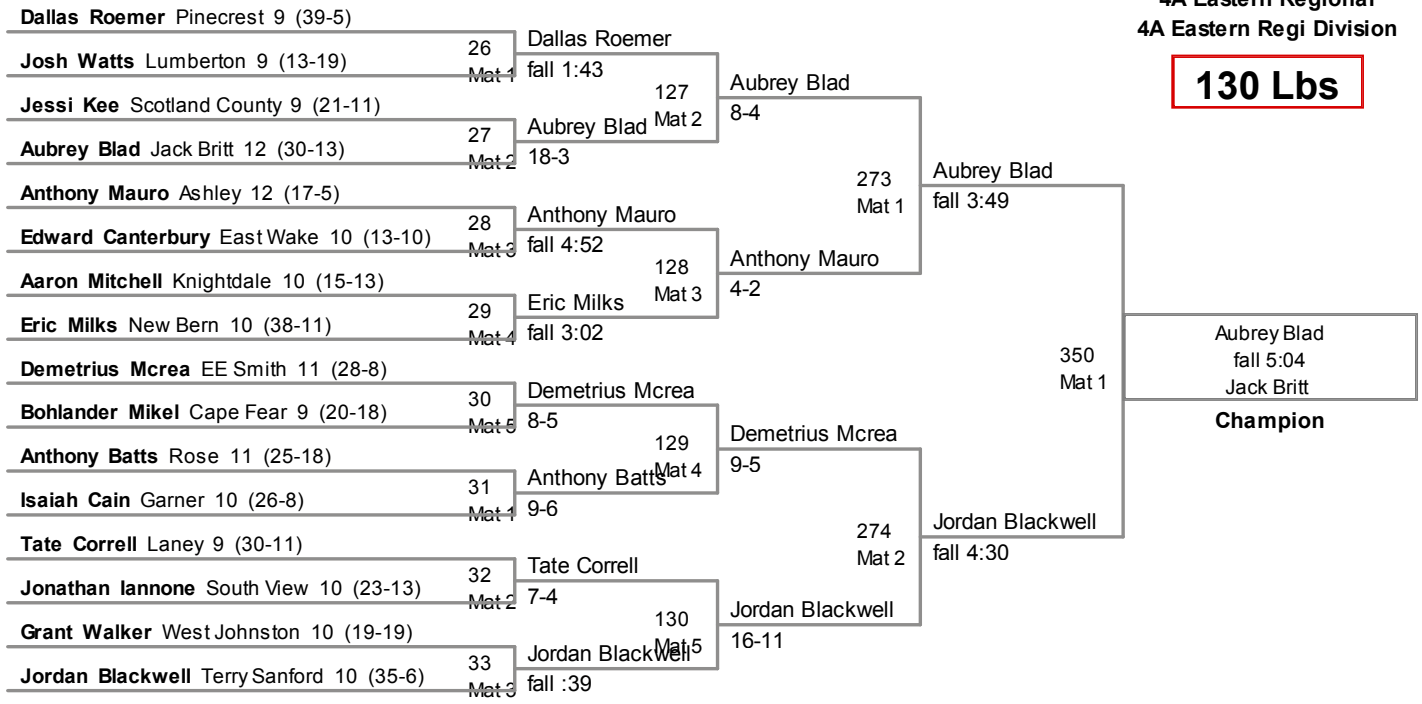 4A Eastern Regional
4A Eastern Regi Division
130 Lbs
Dallas Roemer Pinecrest 9 (39-5)
Josh Watts Lumberton 9 (13-19)
Jessi Kee Scotland County 9 (21-11)
Aubrey Blad Jack Britt 12 (30-13)
Anthony Mauro Ashley 12 (17-5)
Edward Canterbury East Wake 10 (13-10)
Aaron Mitchell Knightdale 10 (15-13)
Eric Milks New Bern 10 (38-11)
Demetrius Mcrea EE Smith 11 (28-8)
Bohlander Mikel Cape Fear 9 (20-18)
Anthony Batts Rose 11 (25-18)
Isaiah Cain Garner 10 (26-8)
Tate Correll Laney 9 (30-11)
Jonathan Iannone South View 10 (23-13)
Grant Walker West Johnston 10 (19-19)
Jordan Blackwell Terry Sanford 10 (35-6)
26
Mat 1
Dallas Roemer
fall 1:43
27
Mat 2
Aubrey Blad
18-3
28
Mat 3
Anthony Mauro
fall 4:52
29
Mat 4
Eric Milks
fall 3:02
30
Mat 5
Demetrius Mcrea
8-5
31
Mat 1
Anthony Batts
9-6
32
Mat 2
Tate Correll
7-4
33
Mat 3
Jordan Blackwell
fall :39
127
Mat 2
Aubrey Blad
8-4
128
Mat 3
Anthony Mauro
4-2
129
Mat 4
Demetrius Mcrea
9-5
130
Mat 5
Jordan Blackwell
16-11
273
Mat 1
Aubrey Blad
fall 3:49
274
Mat 2
Jordan Blackwell
fall 4:30
350
Mat 1
Aubrey Blad
fall 5:04
Jack Britt
Champion